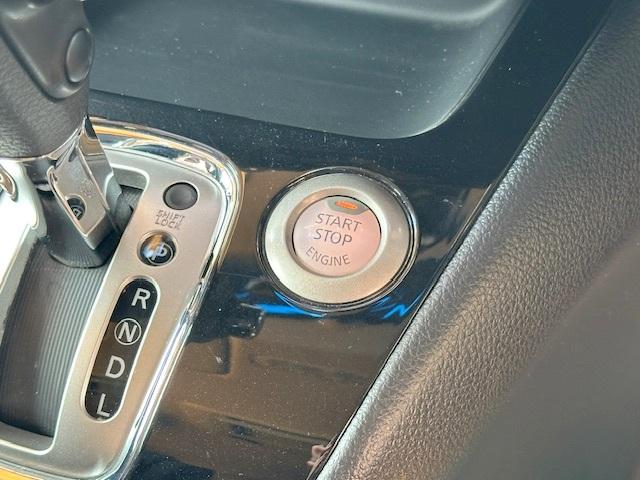 START
STOP
ENGINE
SHIFT
LOCK
P
R
N
D
L